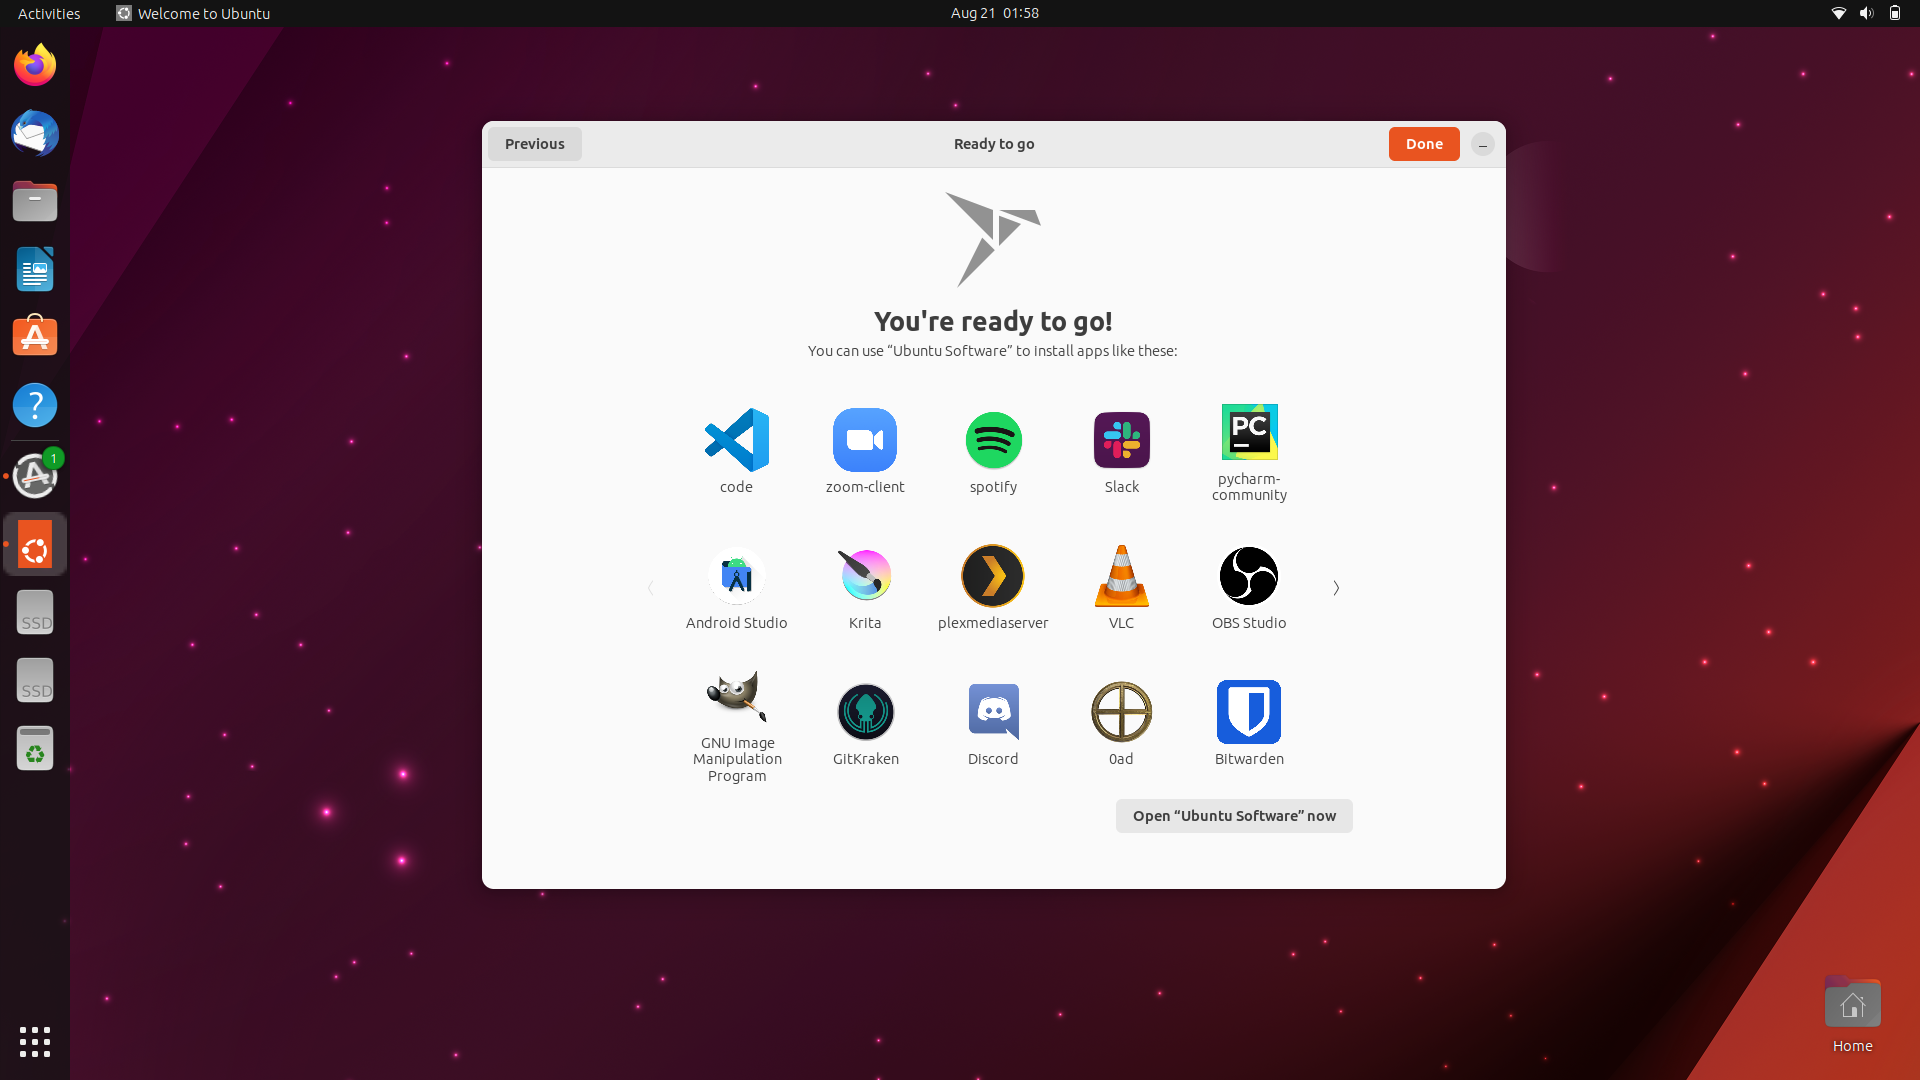 Activities
Welcome to Ubuntu
Aug 21 01:58
Previous
Ready to go
Done
You're ready to go!
You can use “Ubuntu Software” to install apps like these:
code
zoom-client
spotify
Slack
PC
pycharm-
community
Android Studio
Krita
plexmediaserver
VLC
OBS Studio
GNU Image
Manipulation
Program
GitKraken
Discord
0ad
Bitwarden
Open “Ubuntu Software” now
?
1
SSD
SSD
Home